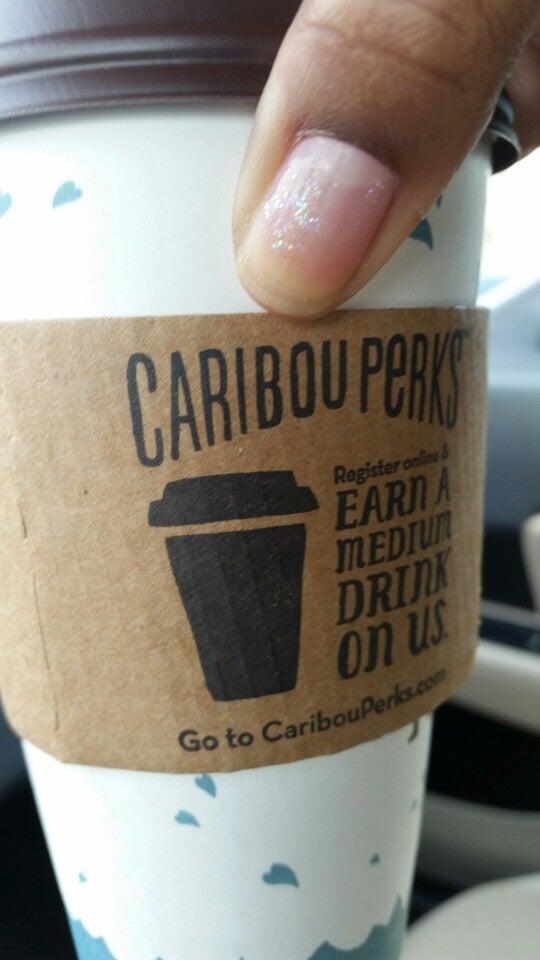 CARIBOU PERKS™
Register online &
EARN A
MEDIUM
DRINK
ON US.
Go to CaribouPerks.com